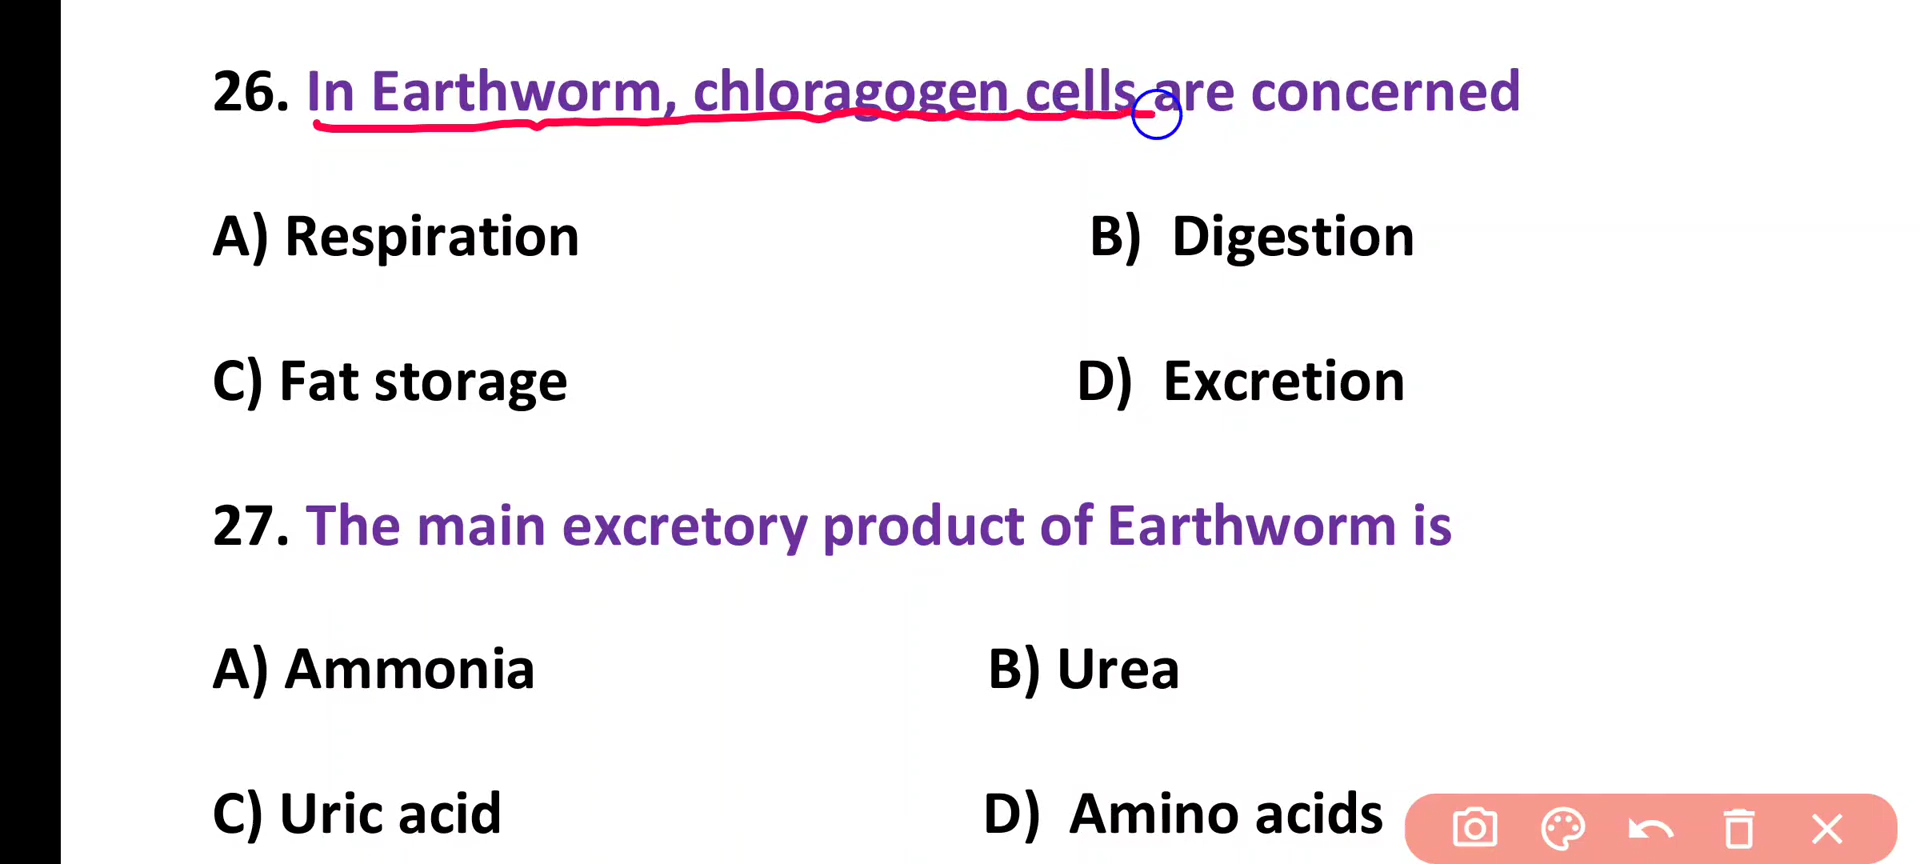 26. In Earthworm, chloragogen cells are concerned
A) Respiration B) Digestion
C) Fat storage D) Excretion
27. The main excretory product of Earthworm is
A) Ammonia B) Urea
C) Uric acid D) Amino acids